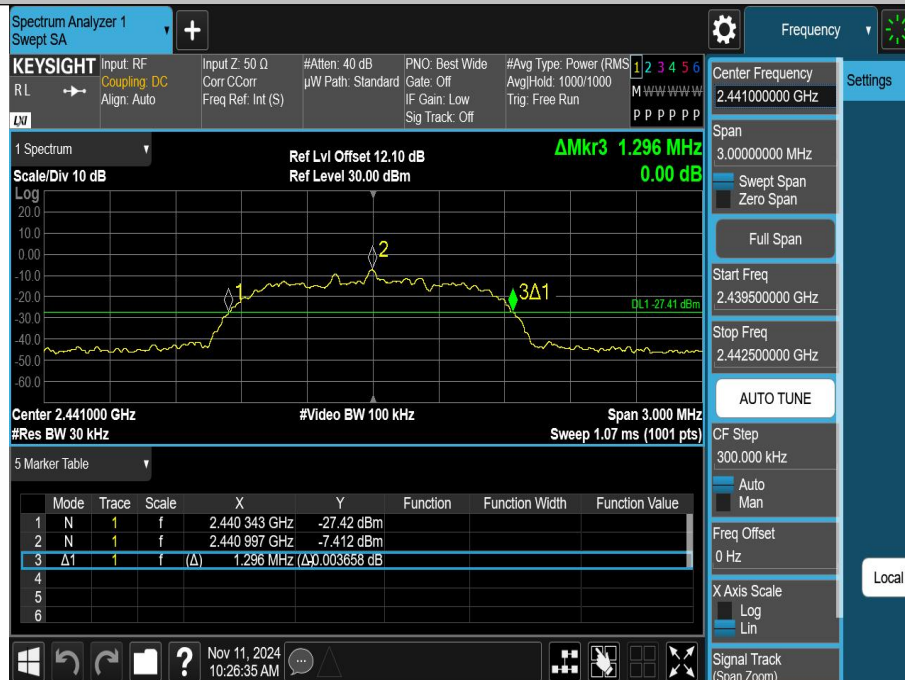 Spectrum Analyzer 1
Swept SA
+
Frequency
KEYSIGHT
RL
LXI
Input: RF
Coupling: DC
Align: Auto
Input Z: 50 Ω
Corr CCorr
Freq Ref: Int (S)
#Atten: 40 dB
µW Path: Standard
PNO: Best Wide
Gate: Off
IF Gain: Low
Sig Track: Off
#Avg Type: Power (RMS
Avg|Hold: 1000/1000
Trig: Free Run
1 2 3 4 5 6
M W W W W W
P P P P P P
1 Spectrum
Scale/Div 10 dB
Ref Lvl Offset 12.10 dB
Ref Level 30.00 dBm
ΔMkr3 1.296 MHz
0.00 dB
Log
20.0
10.0
0.00
-10.0
-20.0
-30.0
-40.0
-50.0
-60.0
1
2
3Δ1
DL1 -27.41 dBm
Center 2.441000 GHz
#Video BW 100 kHz
Span 3.000 MHz
#Res BW 30 kHz
Sweep 1.07 ms (1001 pts)
5 Marker Table
Mode Trace Scale X Y Function Function Width Function Value
1 N 1 f 2.440 343 GHz -27.42 dBm
2 N 1 f 2.440 997 GHz -7.412 dBm
3 Δ1 1 f (Δ) 1.296 MHz (Δ) -0.003658 dB
4
5
6
?
Nov 11, 2024
10:26:35 AM
Center Frequency
2.441000000 GHz
Settings
Span
3.00000000 MHz
Swept Span
Zero Span
Full Span
Start Freq
2.439500000 GHz
Stop Freq
2.442500000 GHz
AUTO TUNE
CF Step
300.000 kHz
Auto
Man
Freq Offset
0 Hz
Local
X Axis Scale
Log
Lin
Signal Track
(Span Zoom)